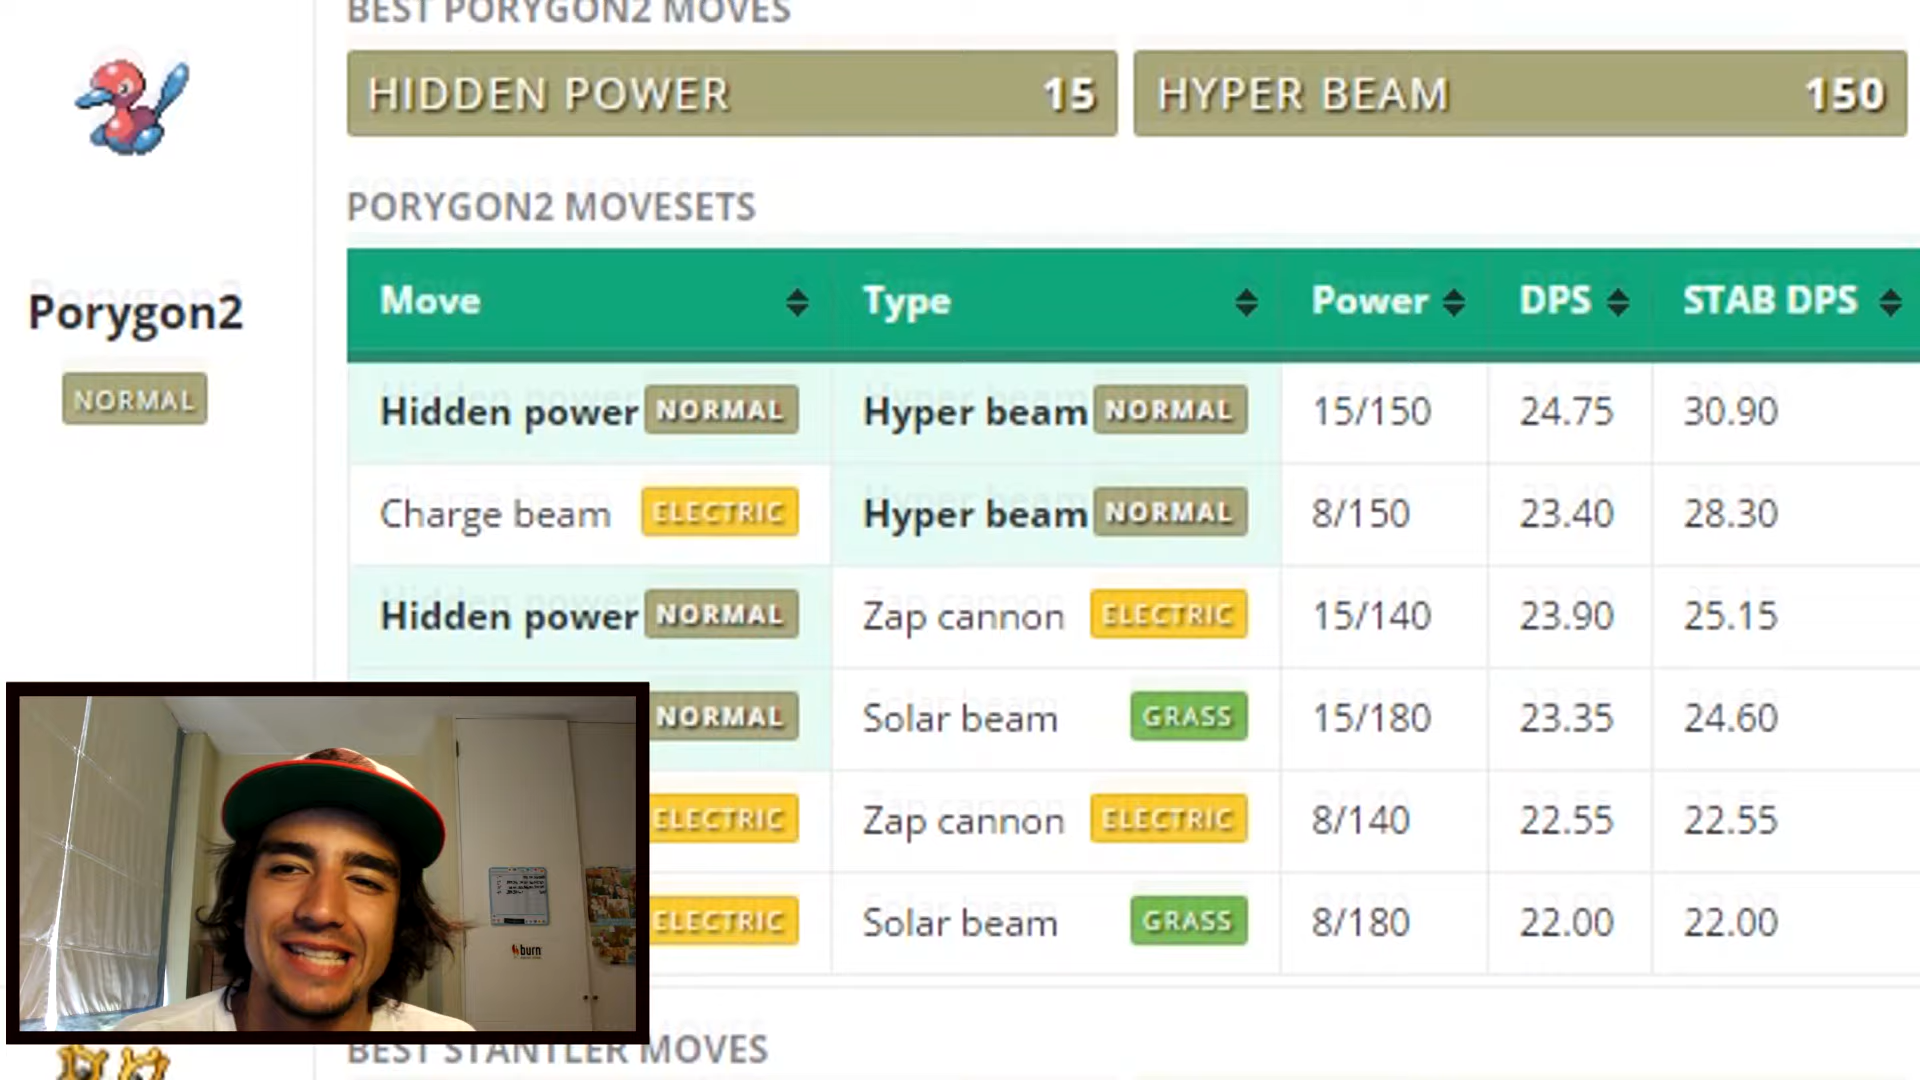 BEST PORYGON2 MOVES
HIDDEN POWER 15 HYPER BEAM 150
PORYGON2 MOVESETS
Porygon2
NORMAL
Move Type Power DPS STAB DPS
Hidden power NORMAL Hyper beam NORMAL 15/150 24.75 30.90
Charge beam ELECTRIC Hyper beam NORMAL 8/150 23.40 28.30
Hidden power NORMAL Zap cannon ELECTRIC 15/140 23.90 25.15
NORMAL Solar beam GRASS 15/180 23.35 24.60
ELECTRIC Zap cannon ELECTRIC 8/140 22.55 22.55
ELECTRIC Solar beam GRASS 8/180 22.00 22.00
burn
BEST STANTLER MOVES